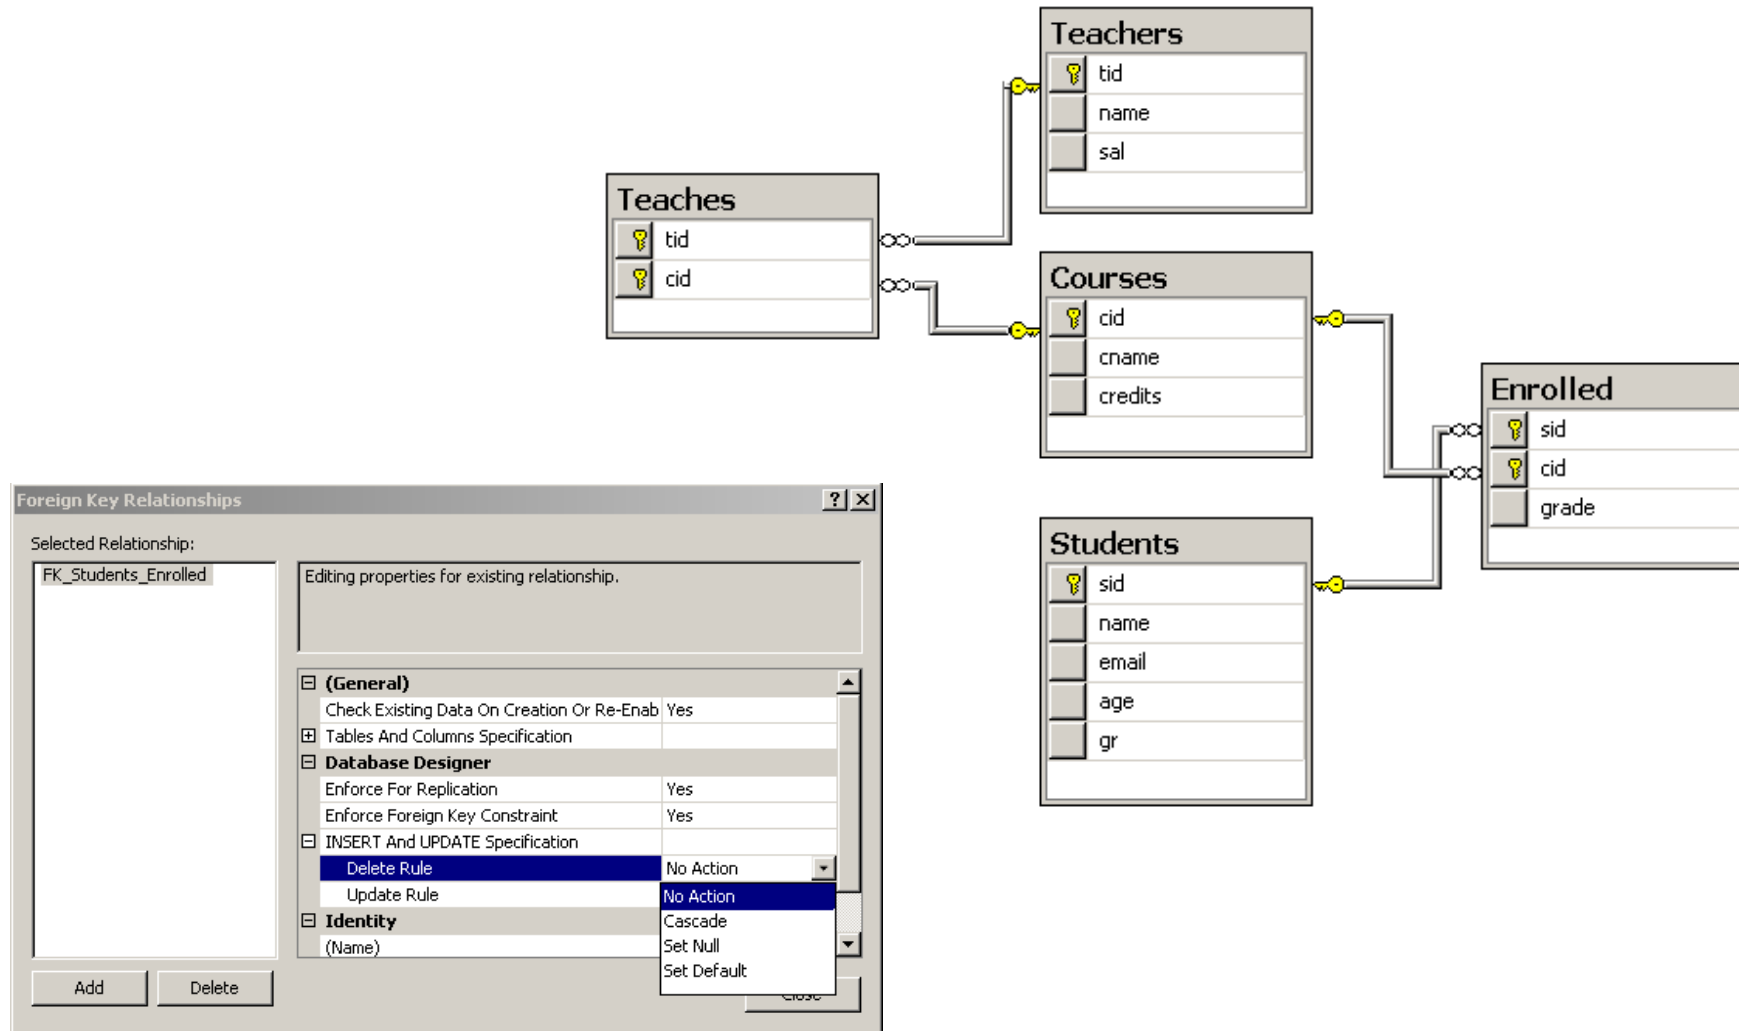 Teachers
tid
name
sal
Teaches
tid
cid
Courses
cid
cname
credits
Enrolled
sid
cid
grade
Students
sid
name
email
age
gr
Foreign Key Relationships
Selected Relationship:
FK_Students_Enrolled
Editing properties for existing relationship.
(General)
Check Existing Data On Creation Or Re-Enab Yes
Tables And Columns Specification
Database Designer
Enforce For Replication Yes
Enforce Foreign Key Constraint Yes
INSERT And UPDATE Specification
Delete Rule No Action
Update Rule
No Action
Cascade
Set Null
Set Default
Identity
(Name)
Add Delete Close